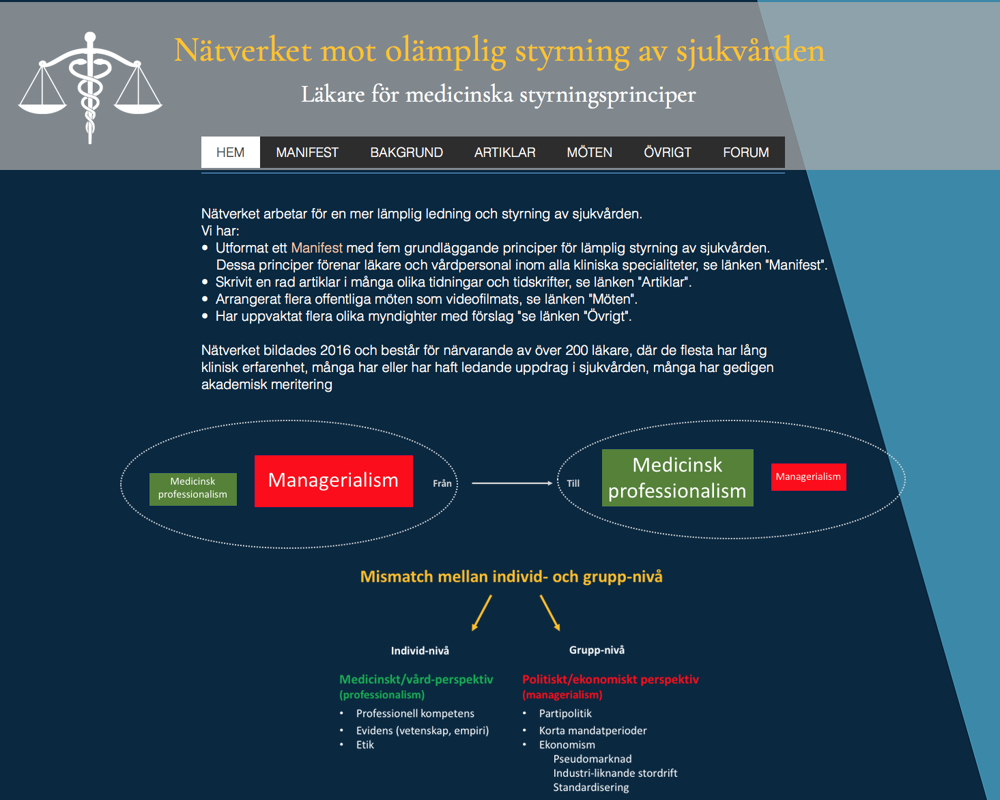 Nätverket mot olämplig styrning av sjukvården
Läkare för medicinska styrningsprinciper
HEM MANIFEST BAKGRUND ARTIKLAR MÖTEN ÖVRIGT FORUM
Nätverket arbetar för en mer lämplig ledning och styrning av sjukvården.
Vi har:
• Utformat ett Manifest med fem grundläggande principer för lämplig styrning av sjukvården.
Dessa principer förenar läkare och vårdpersonal inom alla kliniska specialiteter, se länken "Manifest".
• Skrivit en rad artiklar i många olika tidningar och tidskrifter, se länken "Artiklar".
• Arrangerat flera offentliga möten som videofilmats, se länken "Möten".
• Har uppvaktat flera olika myndighter med förslag "se länken "Övrigt".
Nätverket bildades 2016 och består för närvarande av över 200 läkare, där de flesta har lång
klinisk erfarenhet, många har eller har haft ledande uppdrag i sjukvården, många har gedigen
akademisk meritering
Medicinsk
professionalism
Managerialism
Från
Till
Medicinsk
professionalism
Managerialism
Mismatch mellan individ- och grupp-nivå
Individ-nivå
Medicinskt/vård-perspektiv
(professionalism)
• Professionell kompetens
• Evidens (vetenskap, empiri)
• Etik
Grupp-nivå
Politiskt/ekonomiskt perspektiv
(managerialism)
• Partipolitik
• Korta mandatperioder
• Ekonomism
Pseudomarknad
Industri-liknande stordrift
Standardisering